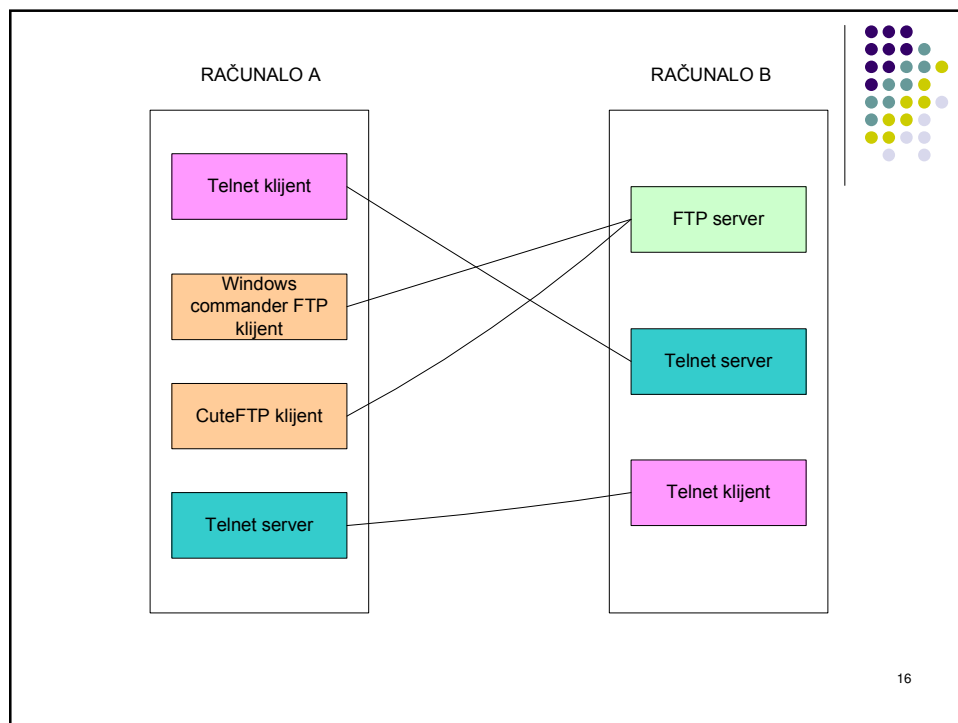 RAČUNALO A
RAČUNALO B
Telnet klijent
Windows
commander FTP
klijent
CuteFTP klijent
Telnet server
FTP server
Telnet server
Telnet klijent
16